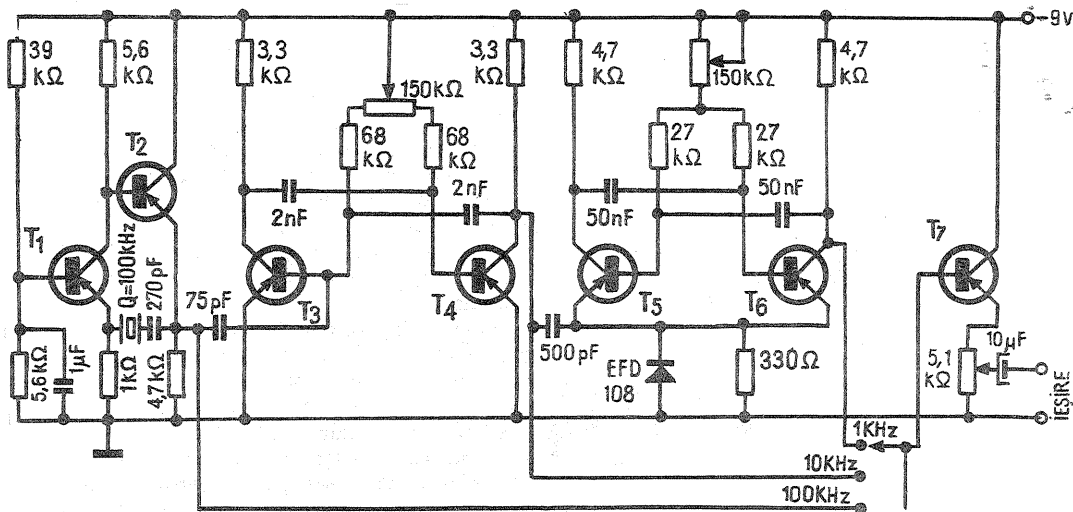 -9V
39
kΩ
5,6
kΩ
3,3
kΩ
150kΩ
3,3
kΩ
4,7
kΩ
150kΩ
4,7
kΩ
68
kΩ
68
kΩ
27
kΩ
27
kΩ
T2
2nF
2nF
50nF
50nF
T1
Q=100KHz
270pF
75pF
T3
T4
T5
T6
T7
5,6kΩ
1μF
1kΩ
4,7kΩ
500pF
EFD
108
330Ω
5,1
kΩ
10μF
IEȘIRE
1KHz
10KHz
100KHz